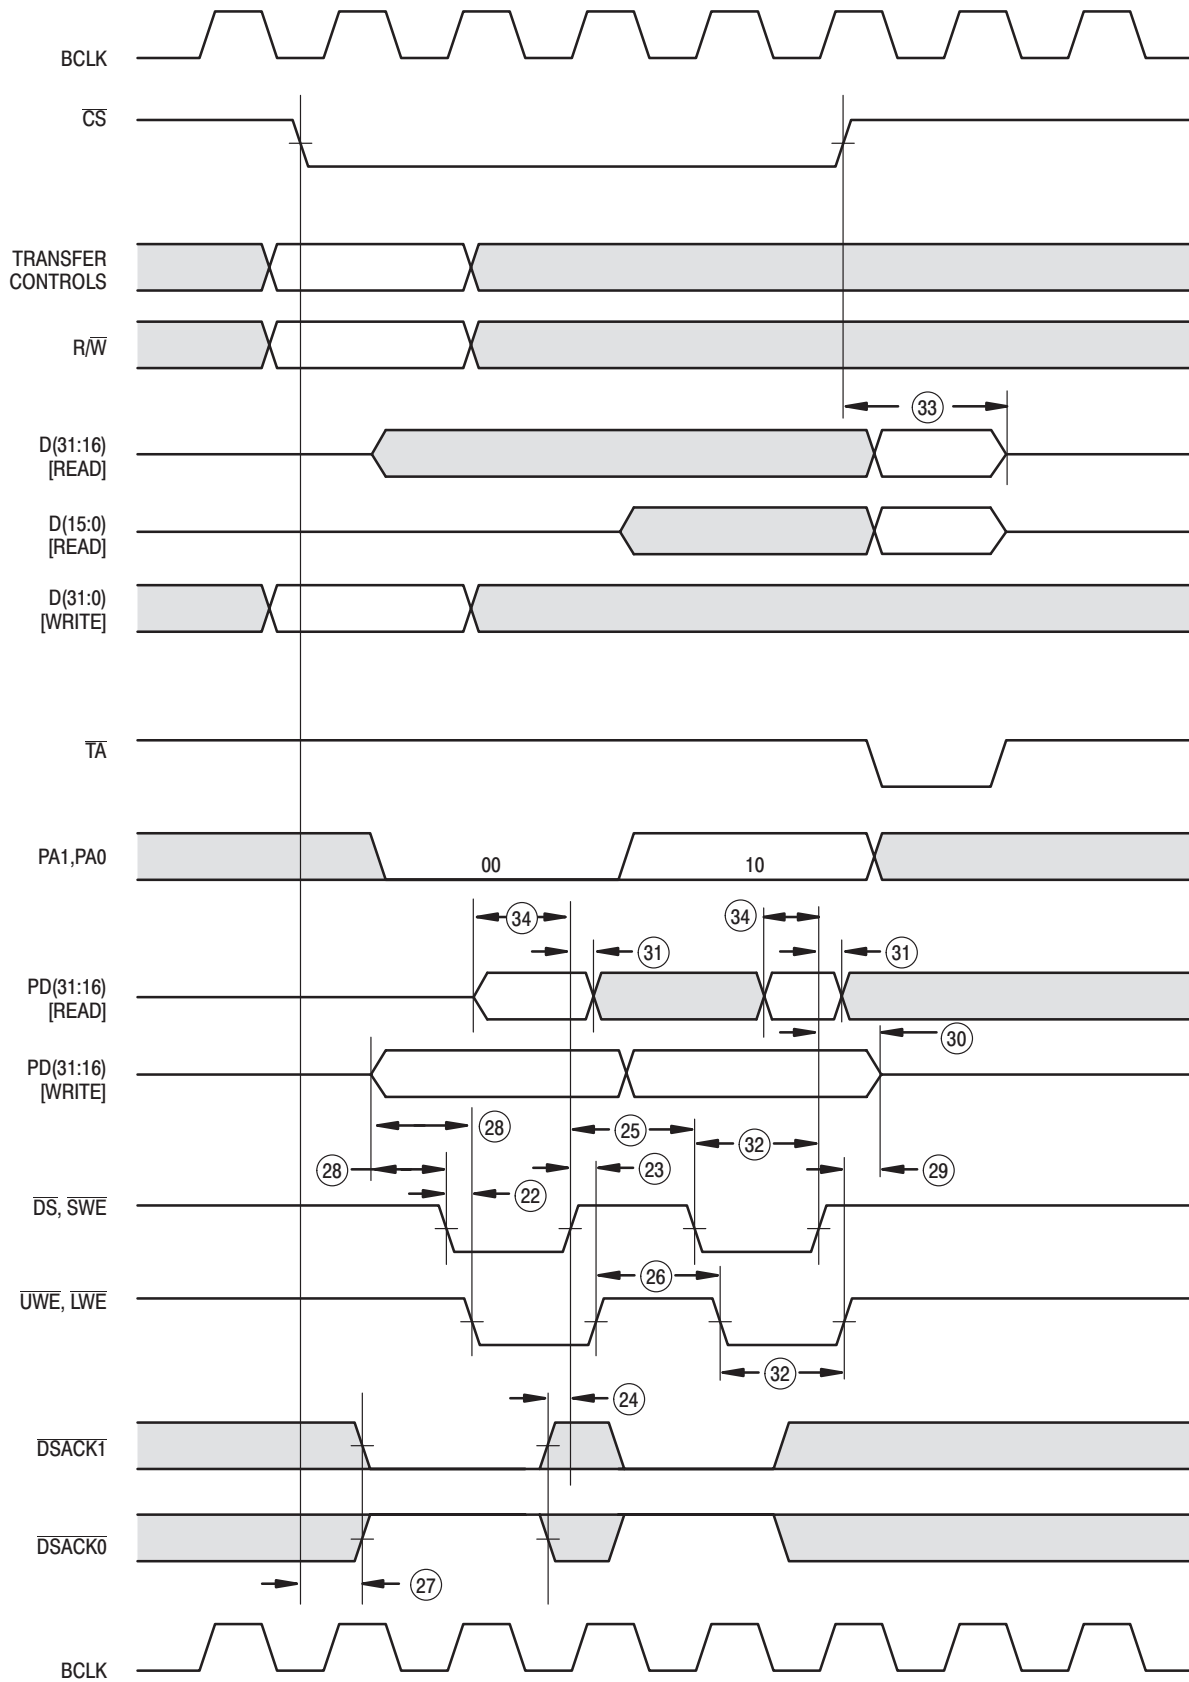 BCLK
CS
TRANSFER
CONTROLS
R/W
33
D(31:16)
[READ]
D(15:0)
[READ]
D(31:0)
[WRITE]
TA
PA1,PA0
00
10
34
34
31
31
PD(31:16)
[READ]
30
PD(31:16)
[WRITE]
28
25
32
28
23
29
22
DS, SWE
26
UWE, LWE
32
24
DSACK1
DSACK0
27
BCLK